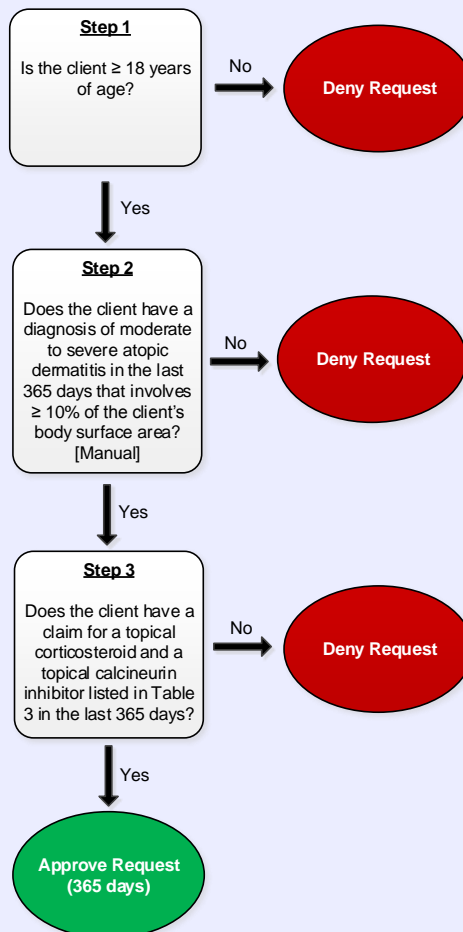 Step 1
Is the client ≥ 18 years
of age?
No
Deny Request
Yes
Step 2
Does the client have a
diagnosis of moderate
to severe atopic
dermatitis in the last
365 days that involves
≥ 10% of the client's
body surface area?
[Manual]
No
Deny Request
Yes
Step 3
Does the client have a
claim for a topical
corticosteroid and a
topical calcineurin
inhibitor listed in Table
3 in the last 365 days?
No
Deny Request
Yes
Approve Request
(365 days)